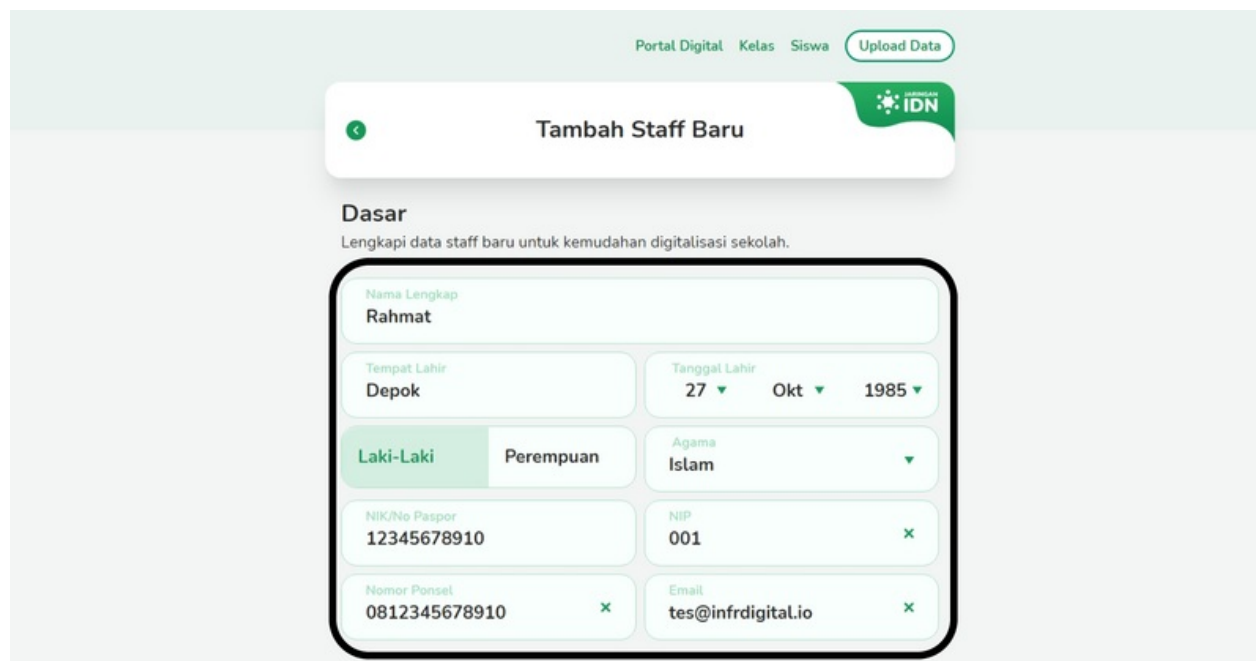 Portal Digital Kelas Siswa Upload Data
JARINGAN
IDN
Tambah Staff Baru
Dasar
Lengkapi data staff baru untuk kemudahan digitalisasi sekolah.
Nama Lengkap
Rahmat
Tempat Lahir
Depok
Tanggal Lahir
27 Okt 1985
Laki-Laki Perempuan
Agama
Islam
NIK/No Paspor
12345678910
NIP
001
Nomor Ponsel
0812345678910
Email
tes@infrdigital.io